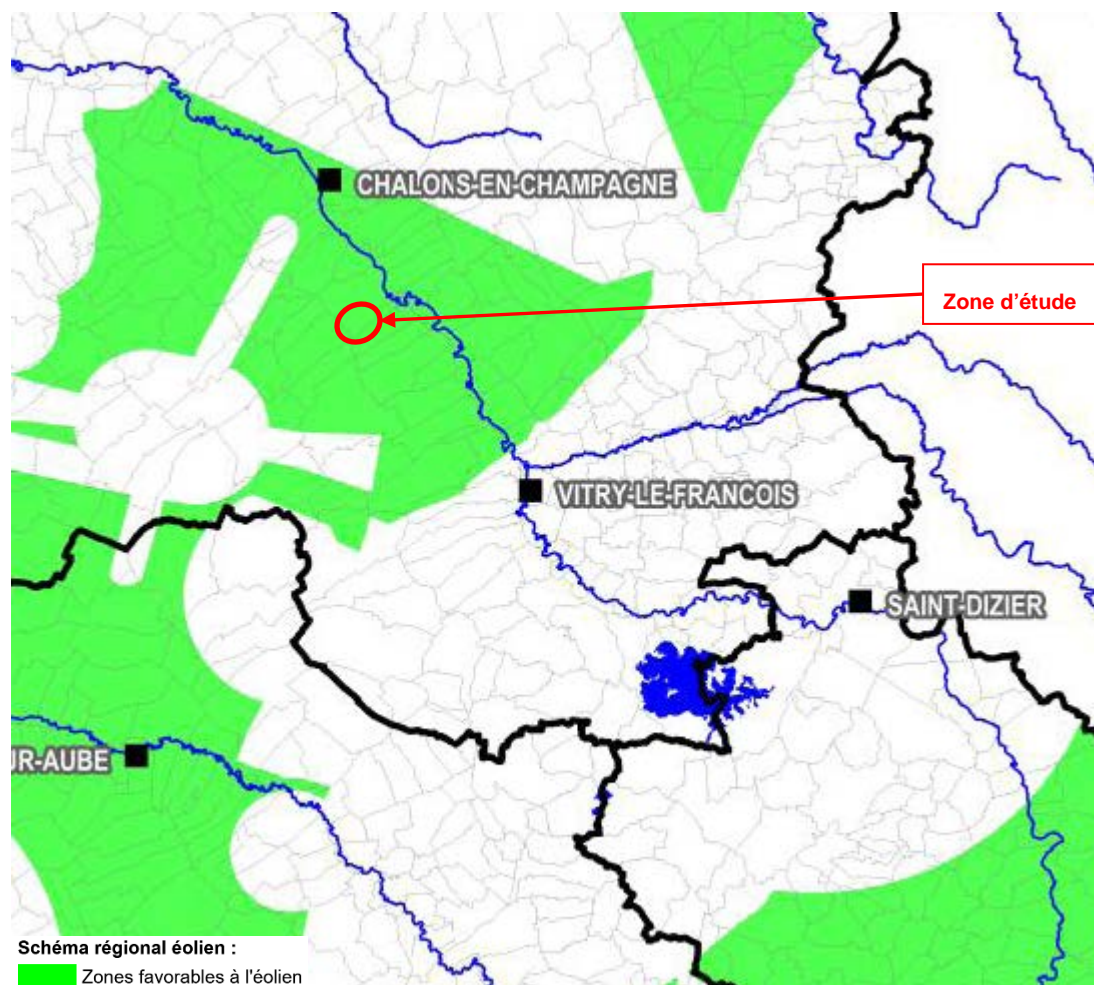 CHALONS-EN-CHAMPAGNE
Zone d'étude
VITRY-LE-FRANCOIS
SAINT-DIZIER
UR-AUBE
Schéma régional éolien :
Zones favorables à l'éolien